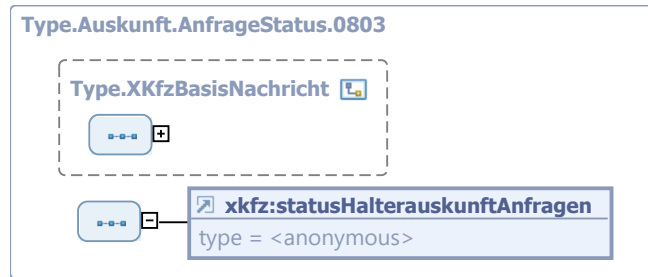 Type.Auskunft.AnfrageStatus.0803
Type.XKfzBasisNachricht
xkfz:statusHalterauskunftAnfragen
type = <anonymous>